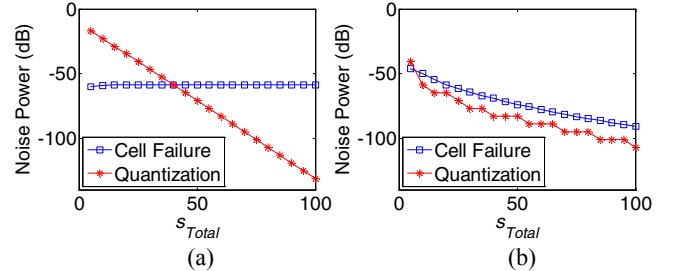 0
-50
-100
Noise Power (dB)
Cell Failure
Quantization
0
50
100
s_Total
(a)
0
-50
-100
Noise Power (dB)
Cell Failure
Quantization
0
50
100
s_Total
(b)